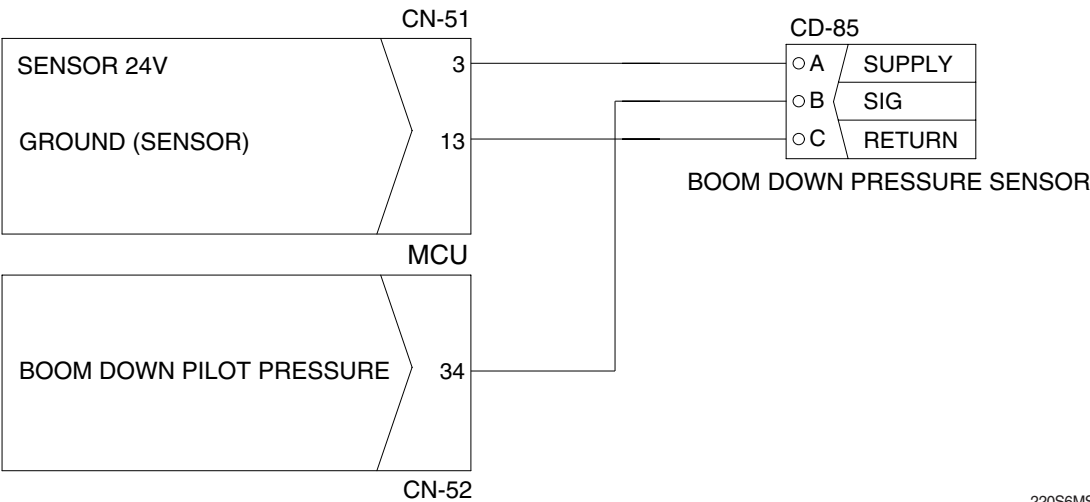 CN-51
CD-85
SENSOR 24V 3 A SUPPLY
B SIG
GROUND (SENSOR) 13 C RETURN
BOOM DOWN PRESSURE SENSOR
MCU
BOOM DOWN PILOT PRESSURE 34
CN-52